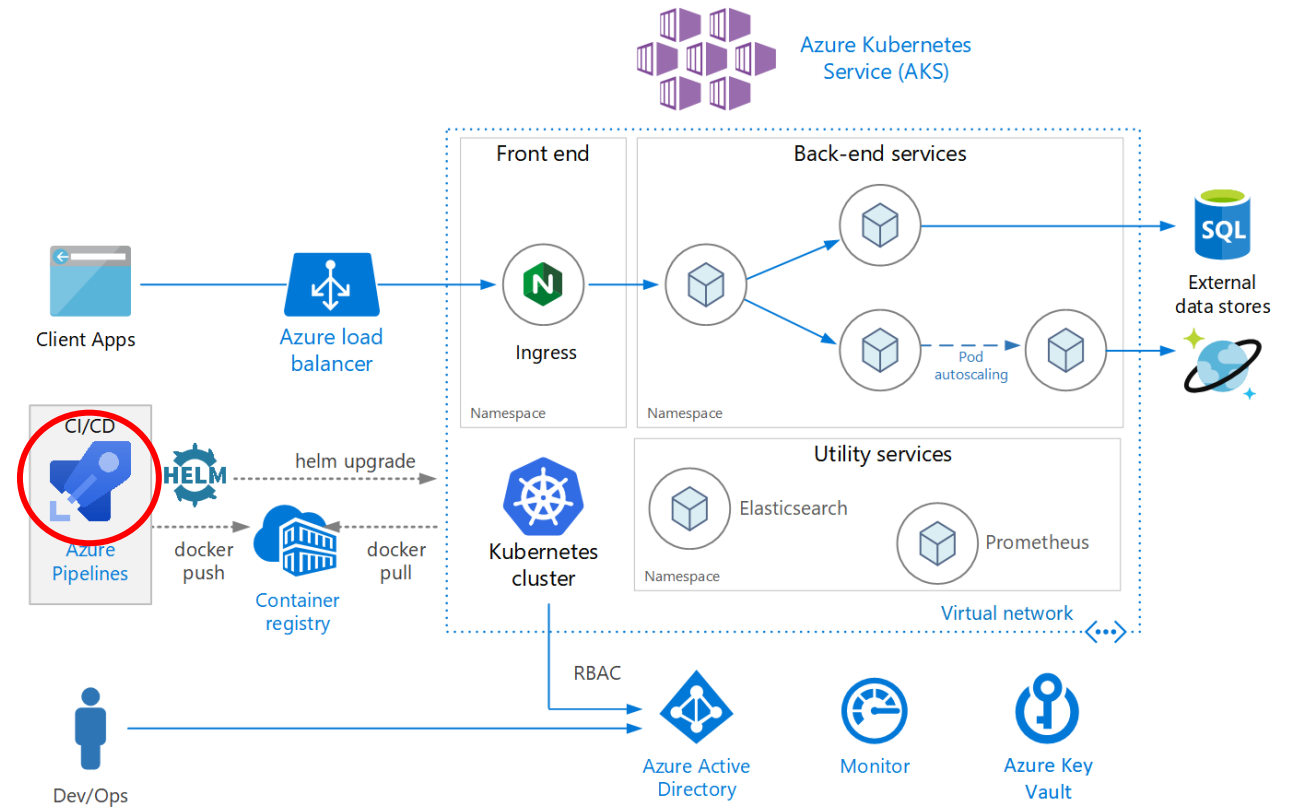 Azure Kubernetes
Service (AKS)
Front end
Back-end services
SQL
External
data stores
Client Apps
Azure load
balancer
N
Ingress
Pod
autoscaling
Namespace
Namespace
CI/CD
HELM
helm upgrade
Azure
Pipelines
docker
push
docker
pull
Container
registry
Kubernetes
cluster
Utility services
Elasticsearch
Prometheus
Namespace
Virtual network
RBAC
Dev/Ops
Azure Active
Directory
Monitor
Azure Key
Vault